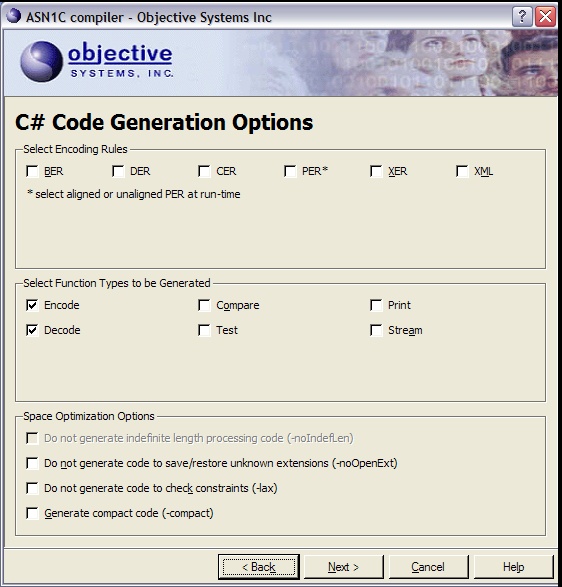 ASN1C compiler - Objective Systems Inc
objective
SYSTEMS, INC.
C# Code Generation Options
Select Encoding Rules
BER DER CER PER* XER XML
* select aligned or unaligned PER at run-time
Select Function Types to be Generated
Encode Compare Print
Decode Test Stream
Space Optimization Options
Do not generate indefinite length processing code (-noIndefLen)
Do not generate code to save/restore unknown extensions (-noOpenExt)
Do not generate code to check constraints (-lax)
Generate compact code (-compact)
< Back Next > Cancel Help